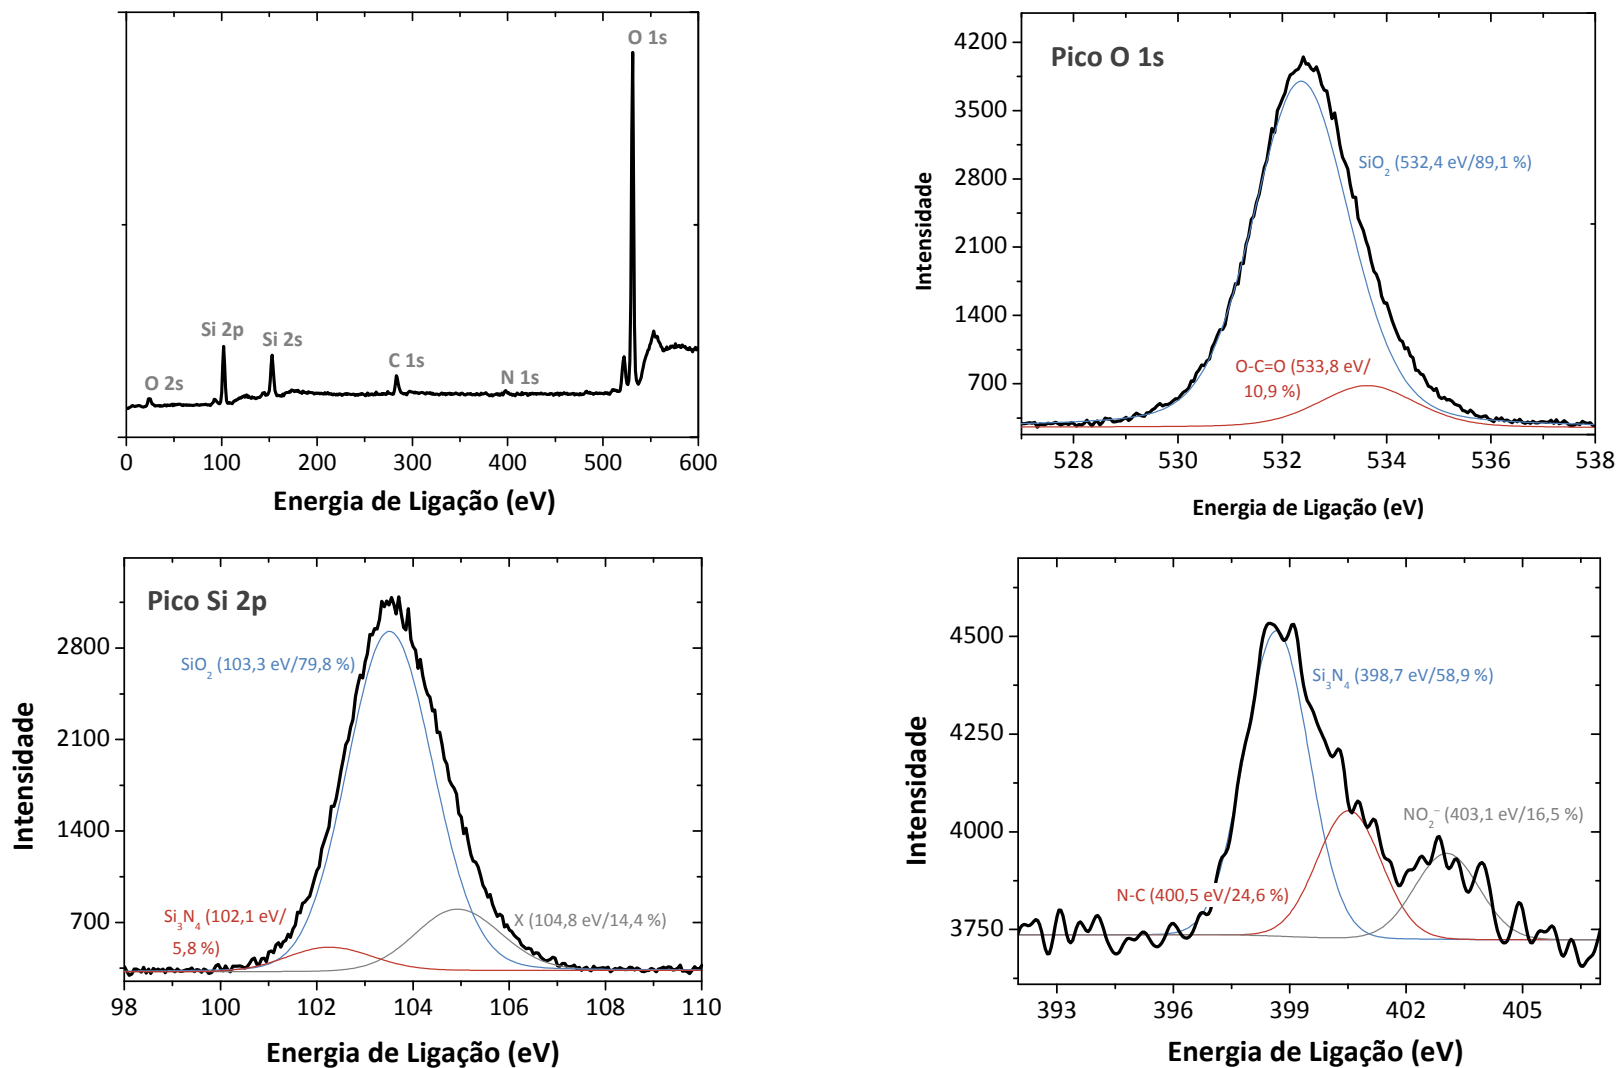 O 1s
Si 2p
Si 2s
C 1s
N 1s
O 2s
0 100 200 300 400 500 600
Energia de Ligação (eV)
Pico O 1s
4200
3500
2800
2100
1400
700
Intensidade
SiO₂ (532,4 eV/89,1 %)
O-C=O (533,8 eV/
10,9 %)
528 530 532 534 536 538
Energia de Ligação (eV)
Pico Si 2p
2800
2100
1400
700
Intensidade
SiO₂ (103,3 eV/79,8 %)
Si₃N₄ (102,1 eV/
5,8 %)
X (104,8 eV/14,4 %)
98 100 102 104 106 108 110
Energia de Ligação (eV)
4500
4250
4000
3750
Intensidade
Si₃N₄ (398,7 eV/58,9 %)
NO₂⁻ (403,1 eV/16,5 %)
N-C (400,5 eV/24,6 %)
393 396 399 402 405
Energia de Ligação (eV)